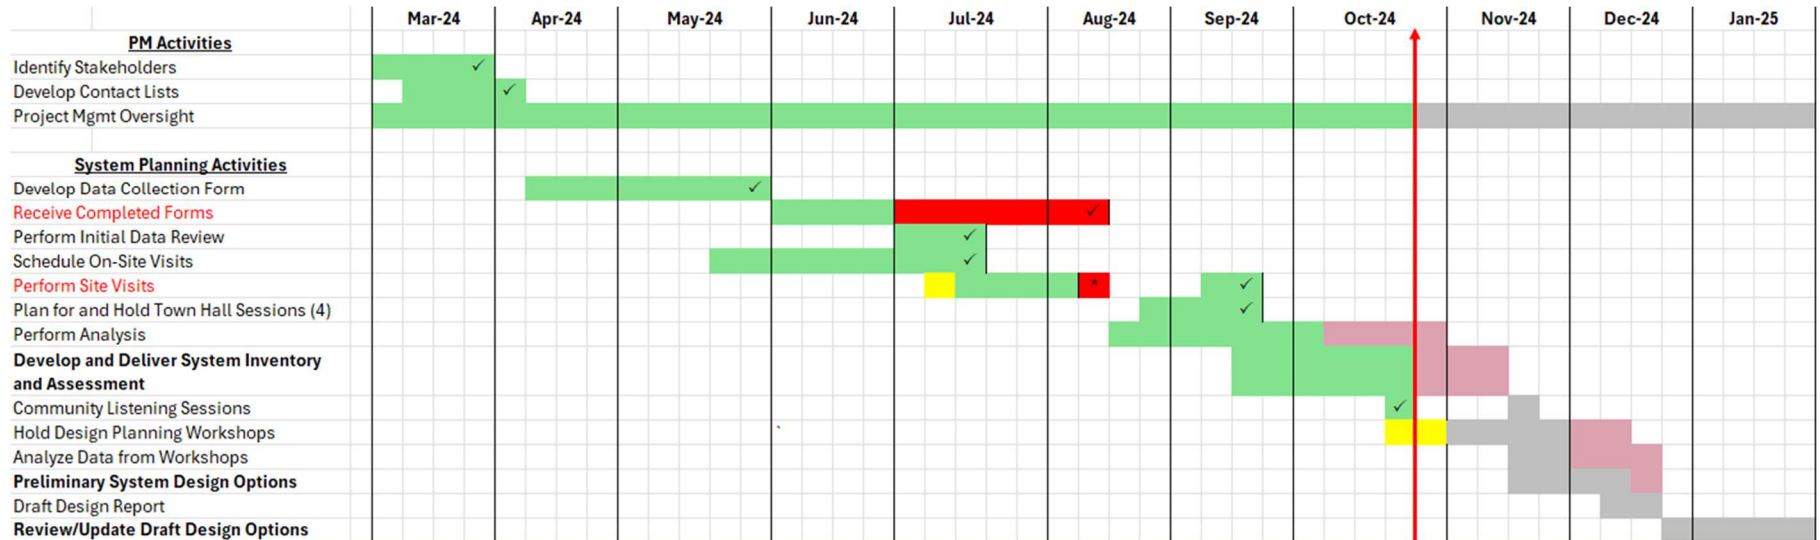 Mar-24 Apr-24 May-24 Jun-24 Jul-24 Aug-24 Sep-24 Oct-24 Nov-24 Dec-24 Jan-25
PM Activities
Identify Stakeholders ✓
Develop Contact Lists ✓
Project Mgmt Oversight
System Planning Activities
Develop Data Collection Form ✓
Receive Completed Forms ✓
Perform Initial Data Review ✓
Schedule On-Site Visits ✓
Perform Site Visits * ✓
Plan for and Hold Town Hall Sessions (4) ✓
Perform Analysis
Develop and Deliver System Inventory
and Assessment
Community Listening Sessions ✓
Hold Design Planning Workshops `
Analyze Data from Workshops
Preliminary System Design Options
Draft Design Report
Review/Update Draft Design Options